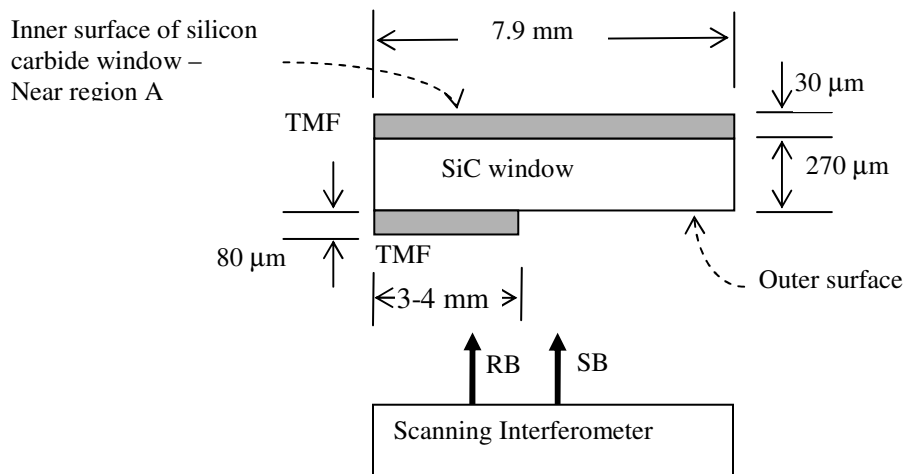 Inner surface of silicon
carbide window –
Near region A
7.9 mm
30 μm
TMF
SiC window
270 μm
80 μm
TMF
Outer surface
3-4 mm
RB
SB
Scanning Interferometer